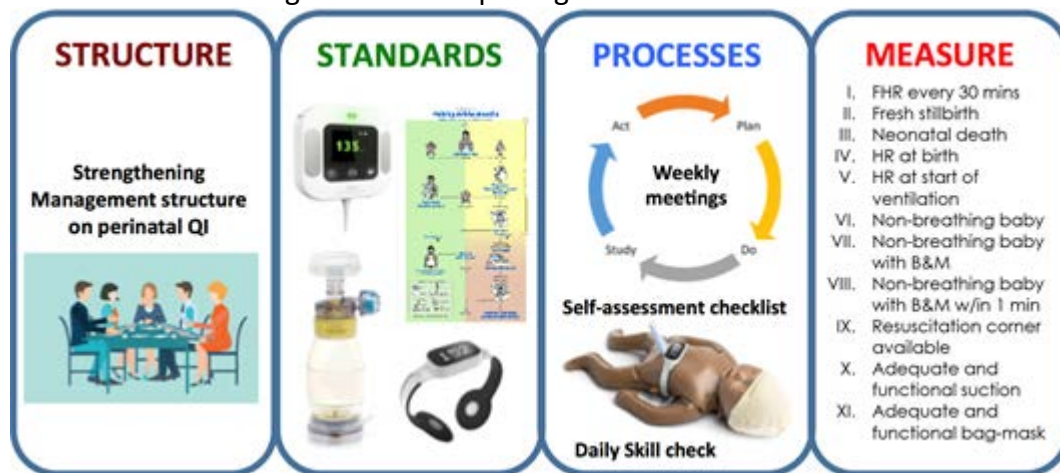 STRUCTURE
Strengthening
Management structure
on perinatal QI
STANDARDS
135
PROCESSES
Act
Plan
Weekly
meetings
Study
Do
Self-assessment checklist
Daily Skill check
MEASURE
I. FHR every 30 mins
II. Fresh stillbirth
III. Neonatal death
IV. HR at birth
V. HR at start of
ventilation
VI. Non-breathing baby
VII. Non-breathing baby
with B&M
VIII. Non-breathing baby
with B&M w/in 1 min
IX. Resuscitation corner
available
X. Adequate and
functional suction
XI. Adequate and
functional bag-mask